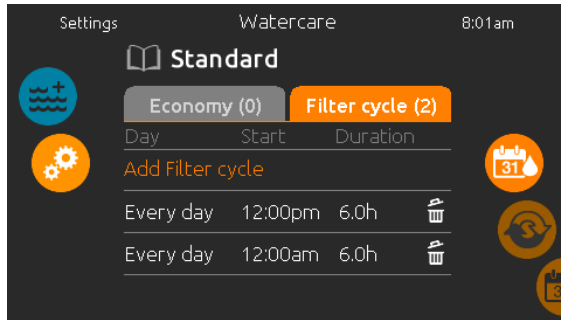 Settings Watercare 8:01am
Standard
Economy (0) Filter cycle (2)
Day Start Duration
Add Filter cycle
Every day 12:00pm 6.0h
Every day 12:00am 6.0h
31
3